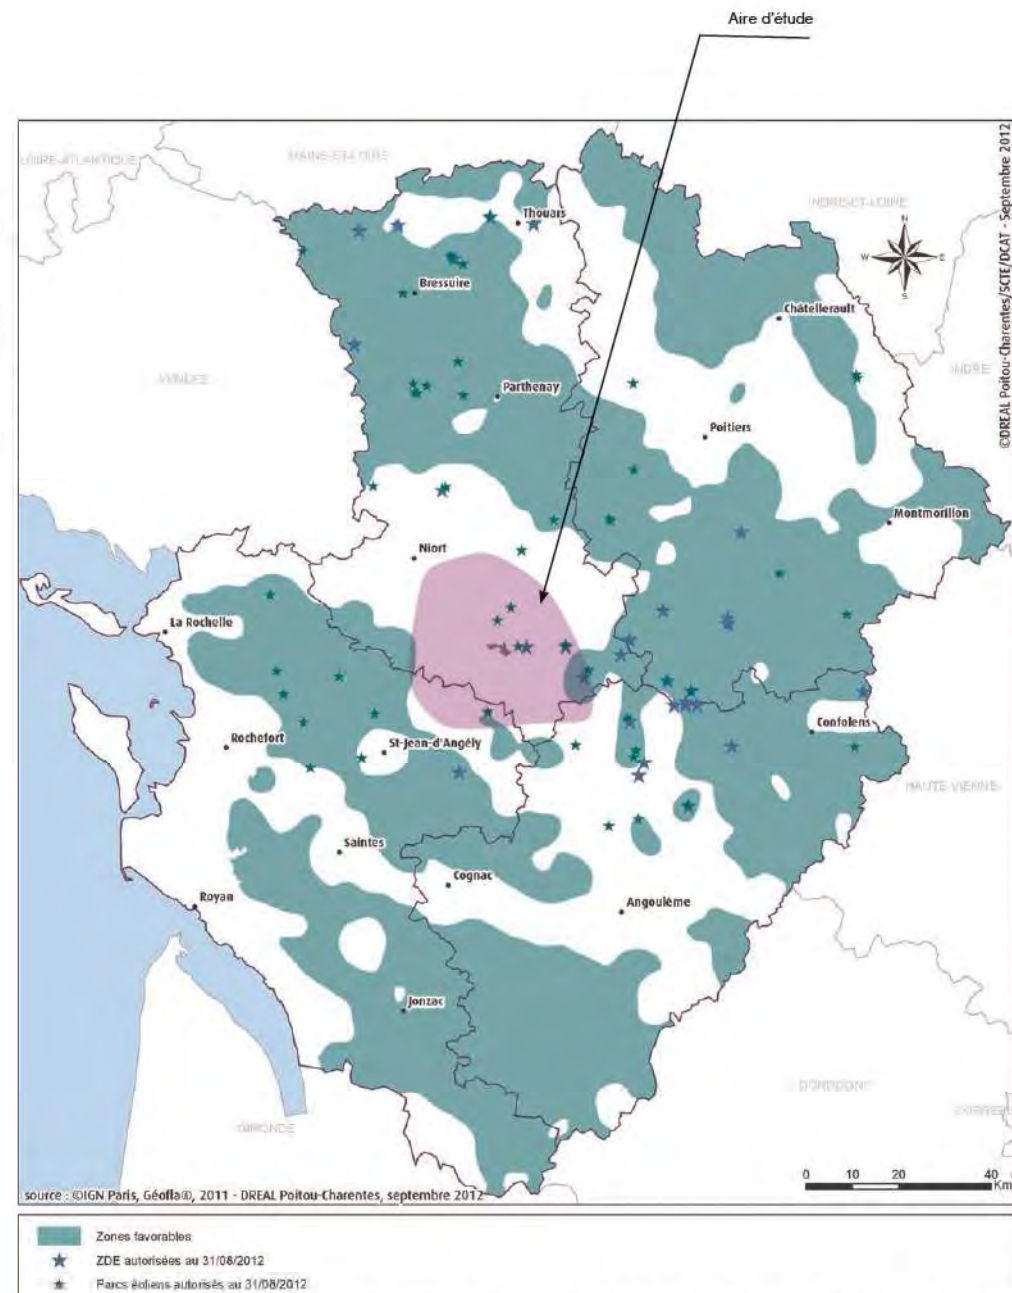 Aire d'étude
LOIRE-ATLANTIQUE
MAINE-ET-LOIRE
INDRE-ET-LOIRE
N
W
E
S
Thouars
Bressuire
Châtellerault
VENDEE
INDRE
Parthenay
Poitiers
Montmorillon
Niort
La Rochelle
Rochefort
St-Jean-d'Angély
Confolens
HAUTE-VIENNE
Saintes
Cognac
Angoulême
Royan
Jonzac
DORDOGNE
GIRONDE
0 10 20 40
Km
©DREAL Poitou-Charentes/SCTE/DCAT - Septembre 2012
source : ©IGN Paris, Géofla®, 2011 - DREAL Poitou-Charentes, septembre 2012
Zones favorables
ZDE autorisées au 31/08/2012
Parcs éoliens autorisés au 31/08/2012